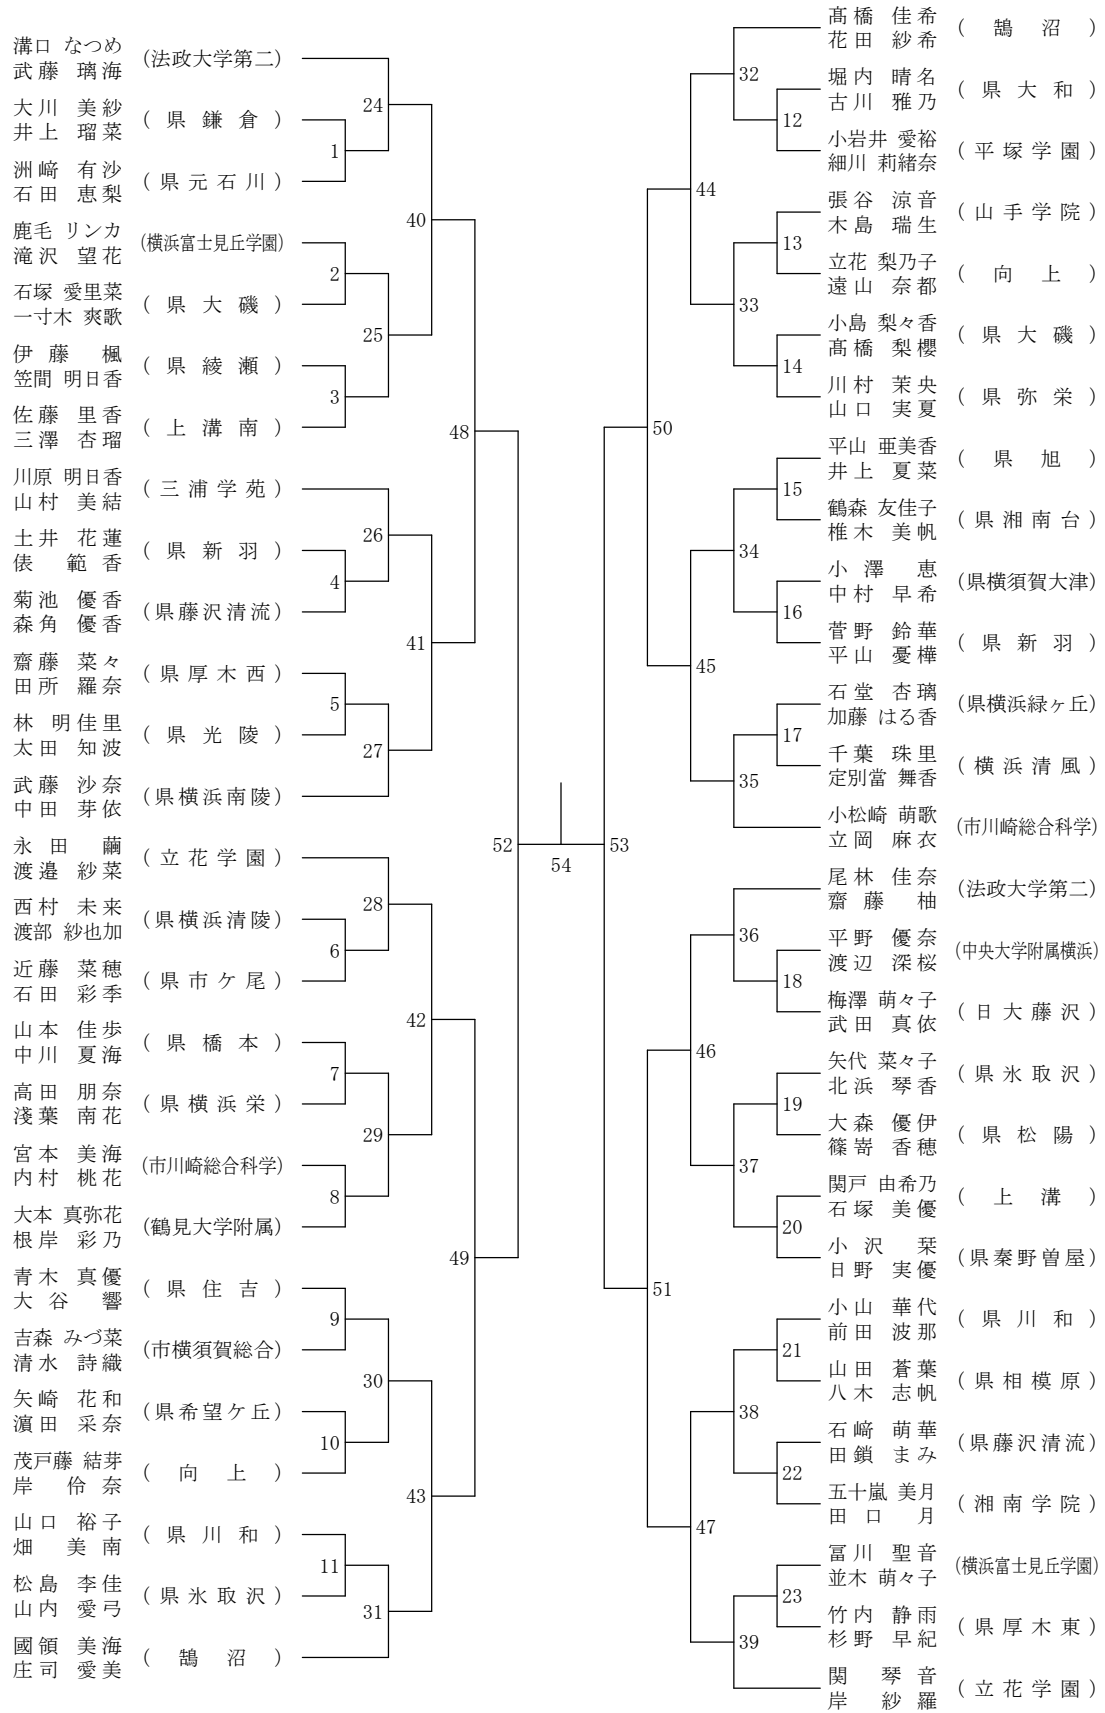 溝口 なつめ
武藤 璃海
(法政大学第二)
大川 美紗
井上 瑠菜
(県鎌倉)
洲﨑 有沙
石田 恵梨
(県元石川)
鹿毛 リンカ
滝沢 望花
(横浜富士見丘学園)
石塚 愛里菜
一寸木 爽歌
(県大磯)
伊藤 楓
笠間 明日香
(県綾瀬)
佐藤 里香
三澤 杏瑠
(上溝南)
川原 明日香
山村 美結
(三浦学苑)
土井 花蓮
俵 範香
(県新羽)
菊池 優香
森角 優香
(県藤沢清流)
齋藤 菜々
田所 羅奈
(県厚木西)
林 明佳里
太田 知波
(県光陵)
武藤 沙奈
中田 芽依
(県横浜南陵)
永田 繭
渡邉 紗菜
(立花学園)
西村 未来
渡部 紗也加
(県横浜清陵)
近藤 菜穂
石田 彩季
(県市ケ尾)
山本 佳歩
中川 夏海
(県橋本)
高田 朋奈
淺葉 南花
(県横浜栄)
宮本 美海
内村 桃花
(市川崎総合科学)
大本 真弥花
根岸 彩乃
(鶴見大学附属)
青木 真優
大谷 響
(県住吉)
吉森 みづ菜
清水 詩織
(市横須賀総合)
矢崎 花和
濵田 采奈
(県希望ケ丘)
茂戸藤 結芽
岸 伶奈
(向上)
山口 裕子
畑 美南
(県川和)
松島 李佳
山内 愛弓
(県氷取沢)
國領 美海
庄司 愛美
(鵠沼)
1
2
3
4
5
6
7
8
9
10
11
24
25
26
27
28
29
30
31
40
41
42
43
48
49
52
54
53
50
51
44
45
46
47
32
33
34
35
36
37
38
39
12
13
14
15
16
17
18
19
20
21
22
23
髙橋 佳希
花田 紗希
(鵠沼)
堀内 晴名
古川 雅乃
(県大和)
小岩井 愛裕
細川 莉緒奈
(平塚学園)
張谷 涼音
木島 瑞生
(山手学院)
立花 梨乃子
遠山 奈都
(向上)
小島 梨々香
髙橋 梨櫻
(県大磯)
川村 茉央
山口 実夏
(県弥栄)
平山 亜美香
井上 夏菜
(県旭)
鶴森 友佳子
椎木 美帆
(県湘南台)
小澤 恵
中村 早希
(県横須賀大津)
菅野 鈴華
平山 憂樺
(県新羽)
石堂 杏璃
加藤 はる香
(県横浜緑ヶ丘)
千葉 珠里
定別當 舞香
(横浜清風)
小松崎 萌歌
立岡 麻衣
(市川崎総合科学)
尾林 佳奈
齋藤 柚
(法政大学第二)
平野 優奈
渡辺 深桜
(中央大学附属横浜)
梅澤 萌々子
武田 真依
(日大藤沢)
矢代 菜々子
北浜 琴香
(県氷取沢)
大森 優伊
篠嵜 香穂
(県松陽)
関戸 由希乃
石塚 美優
(上溝)
小沢 栞
日野 実優
(県秦野曽屋)
小山 華代
前田 波那
(県川和)
山田 蒼葉
八木 志帆
(県相模原)
石﨑 萌華
田鎖 まみ
(県藤沢清流)
五十嵐 美月
田口 月
(湘南学院)
冨川 聖音
並木 萌々子
(横浜富士見丘学園)
竹内 静雨
杉野 早紀
(県厚木東)
関 琴音
岸 紗羅
(立花学園)